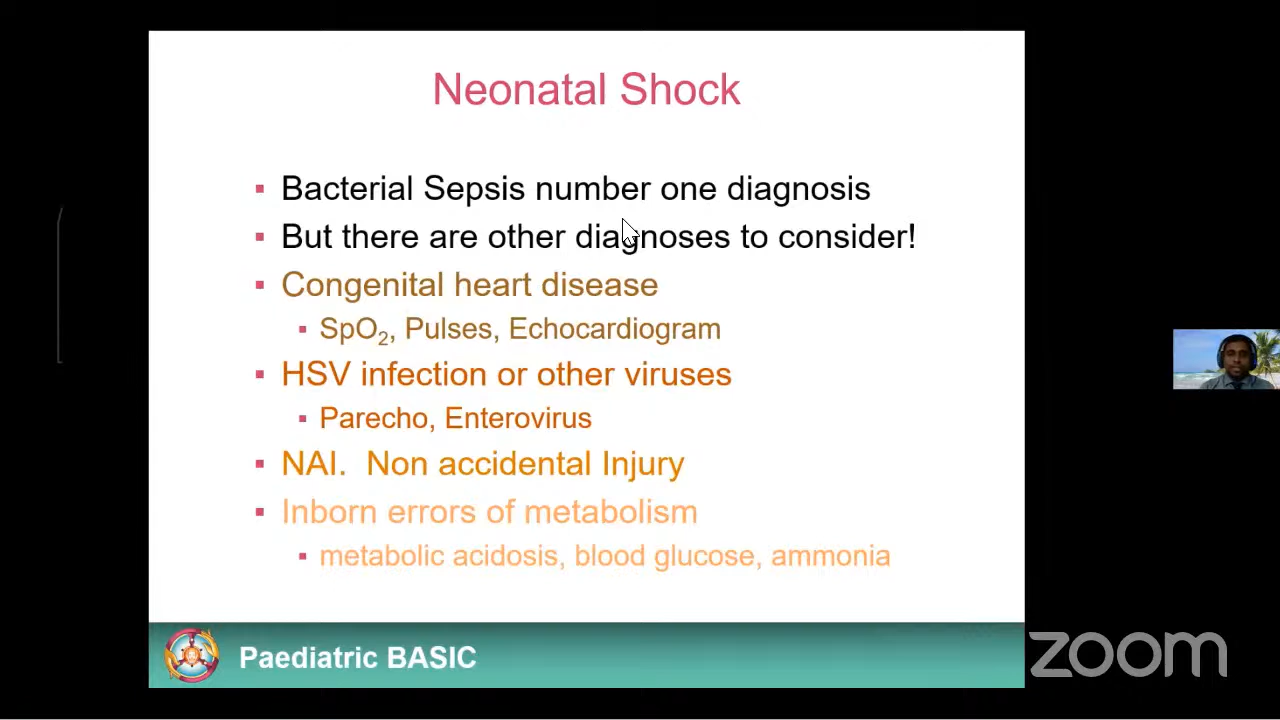 Neonatal Shock
▪ Bacterial Sepsis number one diagnosis
▪ But there are other diagnoses to consider!
▪ Congenital heart disease
▪ SpO₂, Pulses, Echocardiogram
▪ HSV infection or other viruses
▪ Parecho, Enterovirus
▪ NAI. Non accidental Injury
▪ Inborn errors of metabolism
▪ metabolic acidosis, blood glucose, ammonia
Paediatric BASIC
zoom